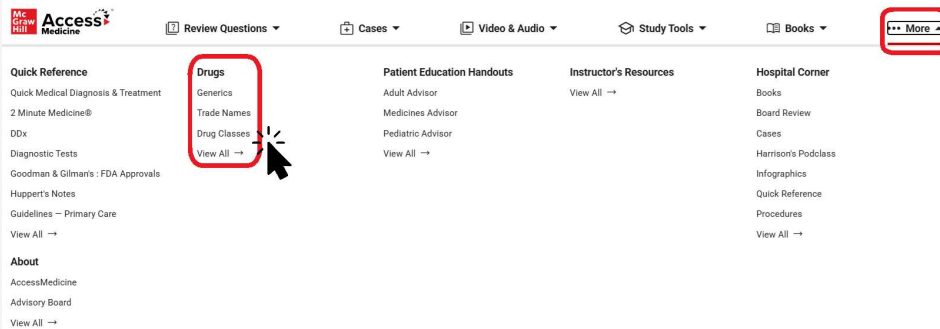 Mc Graw Hill Access Medicine
Review Questions
Cases
Video & Audio
Study Tools
Books
More
Quick Reference
Quick Medical Diagnosis & Treatment
2 Minute Medicine®
DDx
Diagnostic Tests
Goodman & Gilman's : FDA Approvals
Huppert's Notes
Guidelines — Primary Care
View All →
About
AccessMedicine
Advisory Board
View All →
Drugs
Generics
Trade Names
Drug Classes
View All →
Patient Education Handouts
Adult Advisor
Medicines Advisor
Pediatric Advisor
View All →
Instructor's Resources
View All →
Hospital Corner
Books
Board Review
Cases
Harrison's Podclass
Infographics
Quick Reference
Procedures
View All →